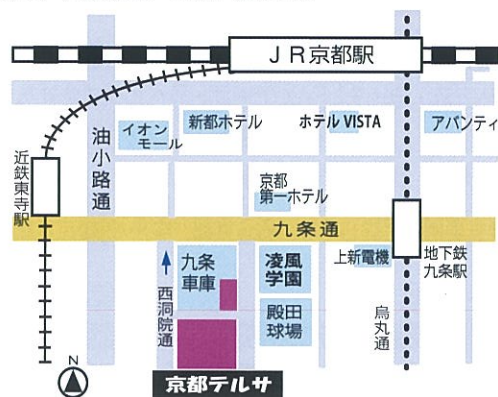 JR京都駅
イオン
モール
新都ホテル
ホテル VISTA
アバンティ
近鉄東寺駅
油小路通
京都
第一ホテル
九条通
九条
車庫
凌風
学園
上新電機
地下鉄
九条駅
西洞院通
殿田
球場
烏丸通
N
京都テルサ